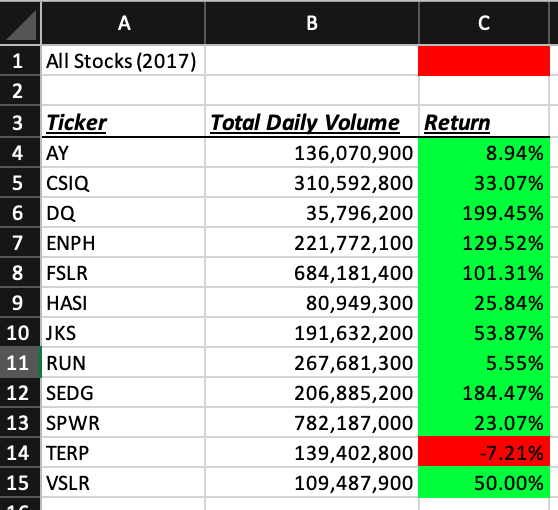 A B C
1 All Stocks (2017)
2
3 Ticker Total Daily Volume Return
4 AY 136,070,900 8.94%
5 CSIQ 310,592,800 33.07%
6 DQ 35,796,200 199.45%
7 ENPH 221,772,100 129.52%
8 FSLR 684,181,400 101.31%
9 HASI 80,949,300 25.84%
10 JKS 191,632,200 53.87%
11 RUN 267,681,300 5.55%
12 SEDG 206,885,200 184.47%
13 SPWR 782,187,000 23.07%
14 TERP 139,402,800 -7.21%
15 VSLR 109,487,900 50.00%